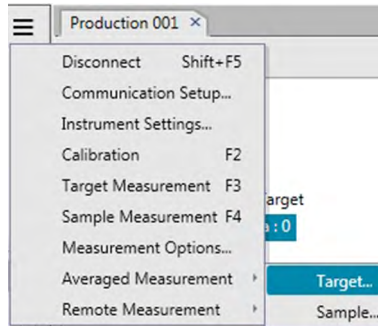 Production 001 ×
Disconnect Shift+F5
Communication Setup...
Instrument Settings...
Calibration F2
Target Measurement F3
arget
Sample Measurement F4
a : 0
Measurement Options...
Averaged Measurement
Target...
Remote Measurement
Sample...